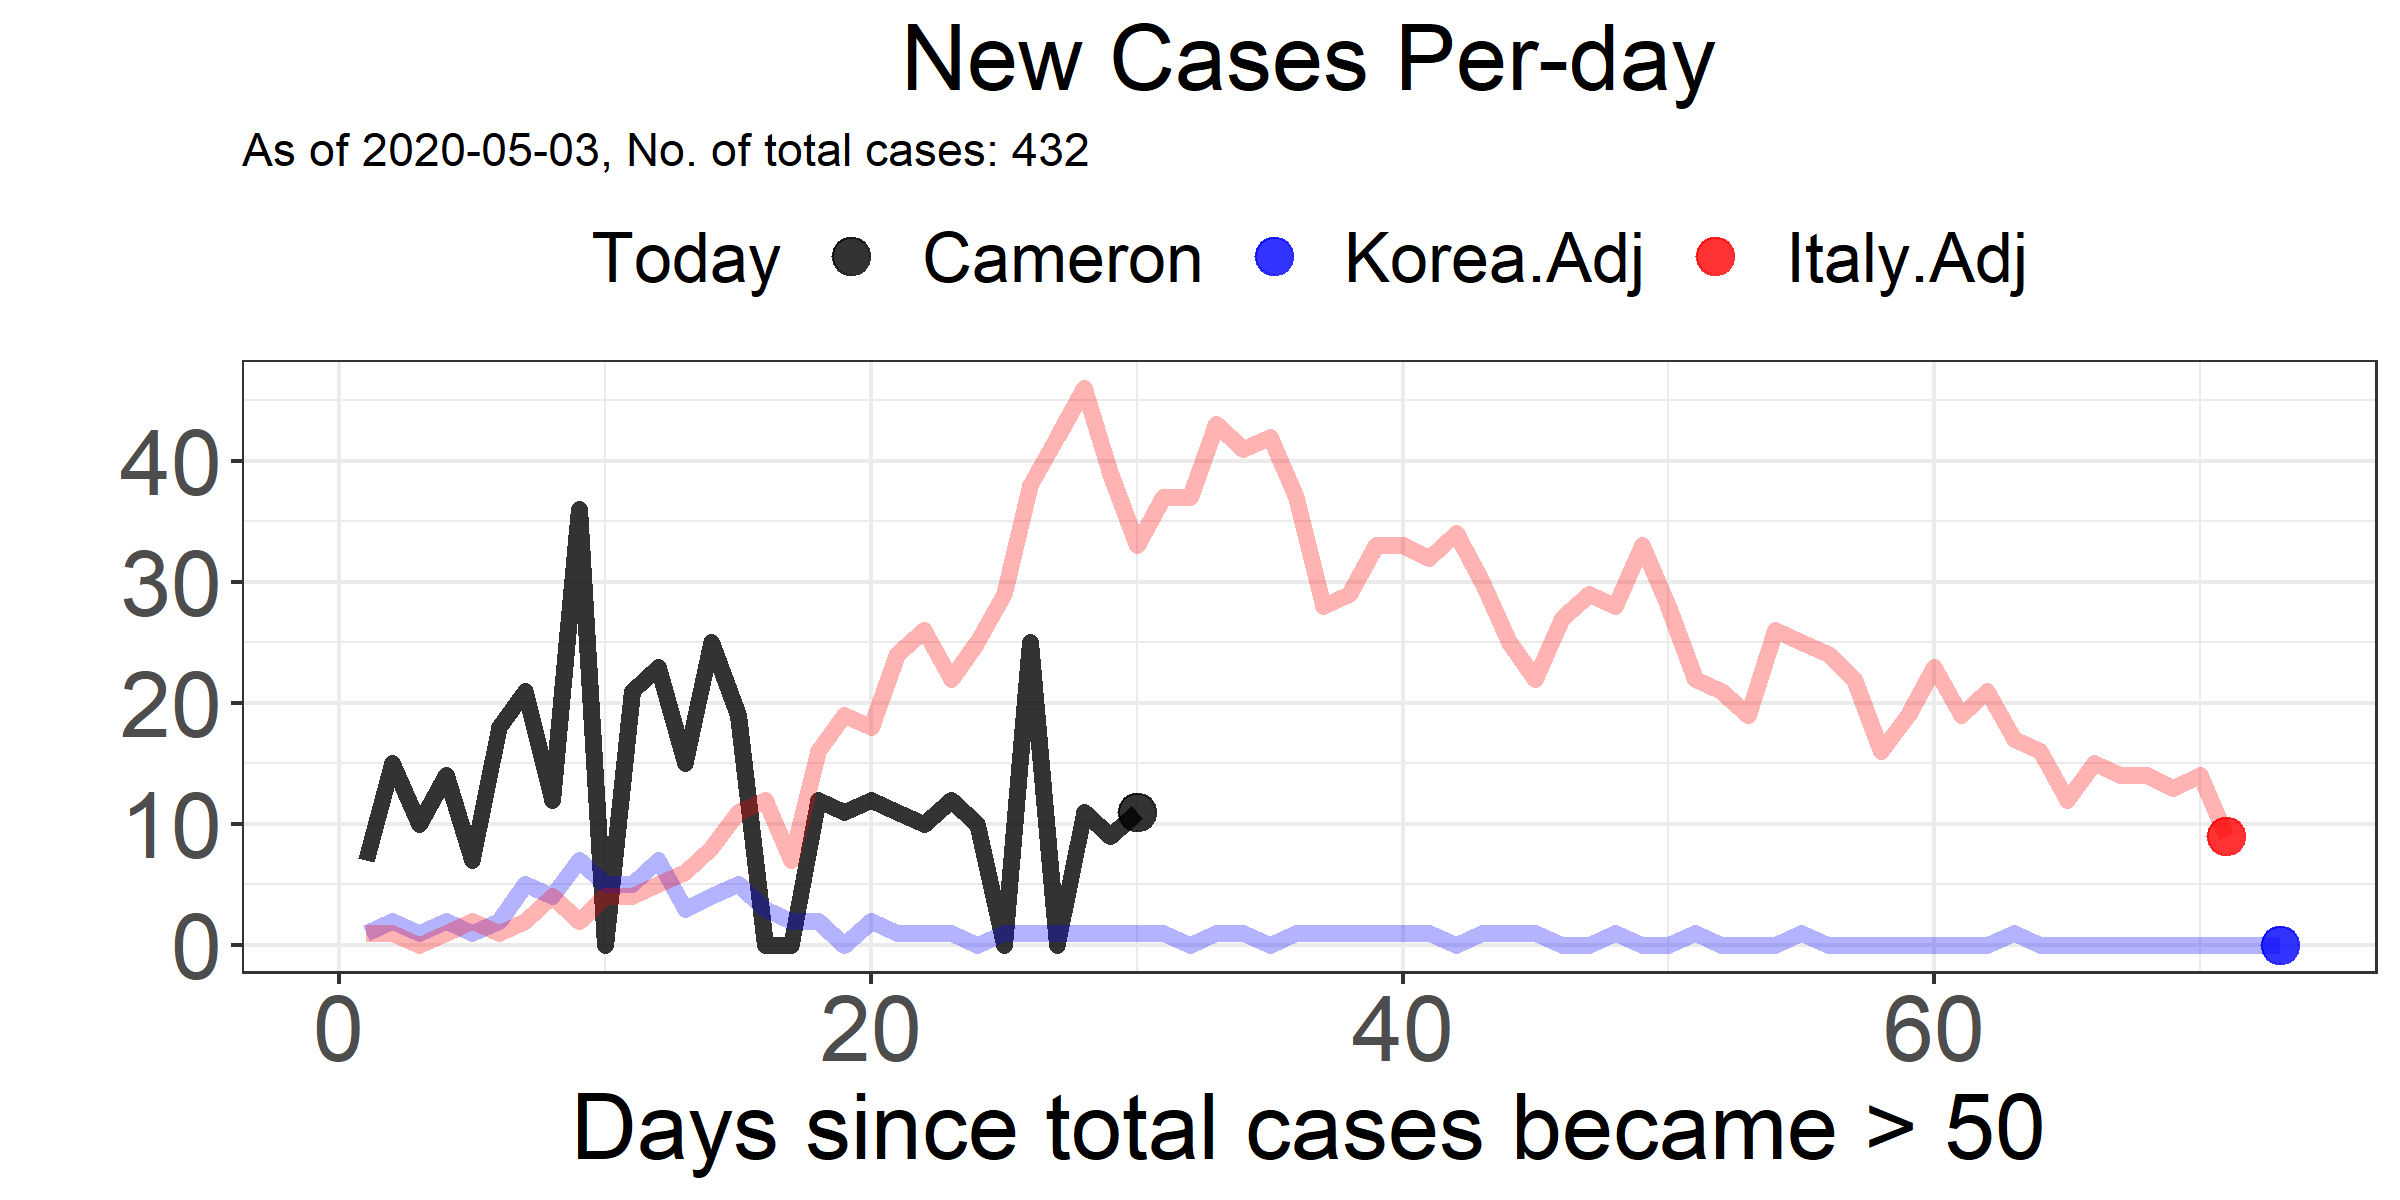 New Cases Per-day
As of 2020-05-03, No. of total cases: 432
Today Cameron Korea.Adj Italy.Adj
40
30
20
10
0
0 20 40 60
Days since total cases became > 50